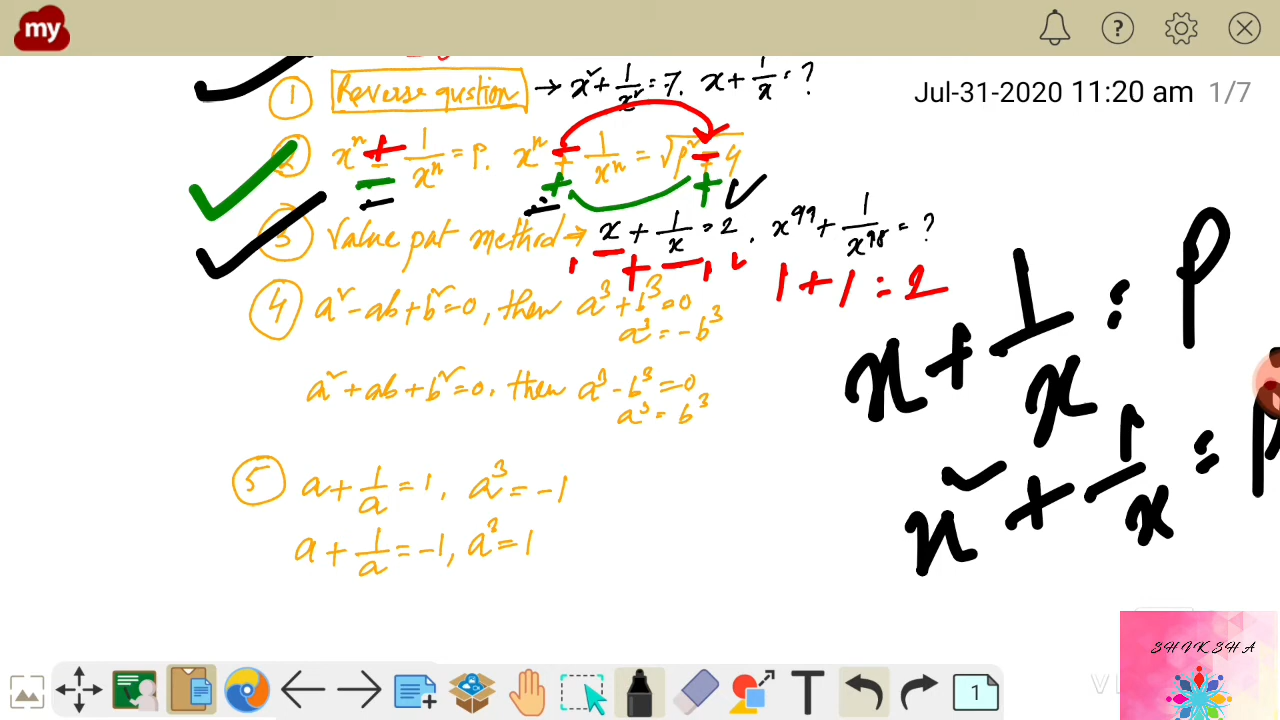 my
Jul-31-2020 11:20 am 1/7
① Reverse qustion → x² + 1/x² = 7. x + 1/x = ?
② xⁿ ± 1/xⁿ = P. xⁿ ∓ 1/xⁿ = √(p² ∓ 4)
+ +
③ Value put method → x + 1/x = 2. x⁹⁹ + 1/x⁹⁸ = ?
1 + 1 = 2
④ a² - ab + b² = 0, then a³ + b³ = 0
a³ = -b³
a² + ab + b² = 0. then a³ - b³ = 0
a³ = b³
⑤ a + 1/a = 1, a³ = -1
a + 1/a = -1, a³ = 1
x + 1/x = P
x² + 1/x = P
SHIKSHA
1